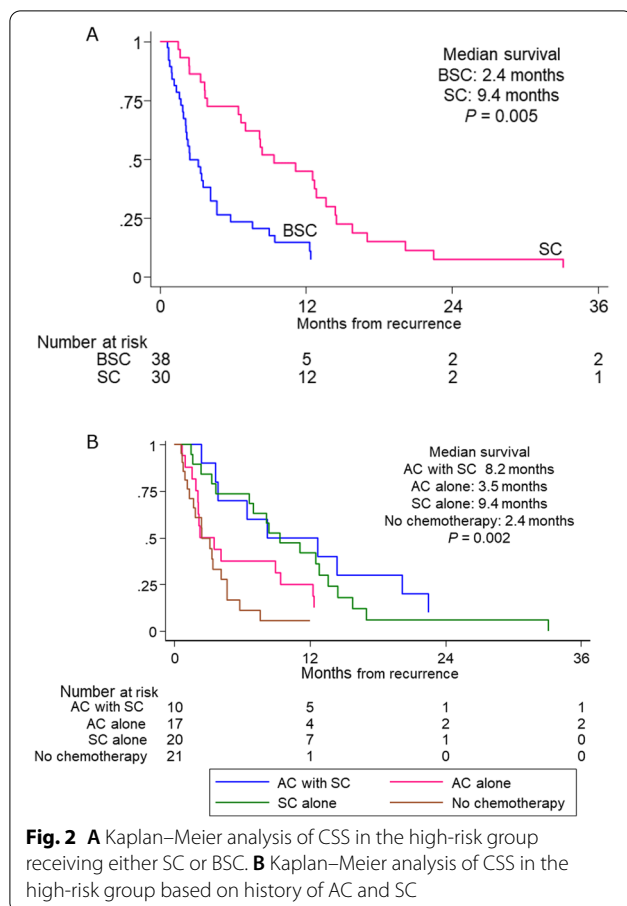 A
Median survival
BSC: 2.4 months
SC: 9.4 months
P = 0.005
1
.75
.5
.25
0
BSC
SC
0 12 24 36
Months from recurrence
Number at risk
BSC 38 5 2 2
SC 30 12 2 1
B
Median survival
AC with SC 8.2 months
AC alone: 3.5 months
SC alone: 9.4 months
No chemotherapy: 2.4 months
P = 0.002
1
.75
.5
.25
0
0 12 24 36
Months from recurrence
Number at risk
AC with SC 10 5 1 1
AC alone 17 4 2 2
SC alone 20 7 1 0
No chemotherapy 21 1 0 0
AC with SC AC alone
SC alone No chemotherapy
Fig. 2 A Kaplan–Meier analysis of CSS in the high-risk group
receiving either SC or BSC. B Kaplan–Meier analysis of CSS in the
high-risk group based on history of AC and SC